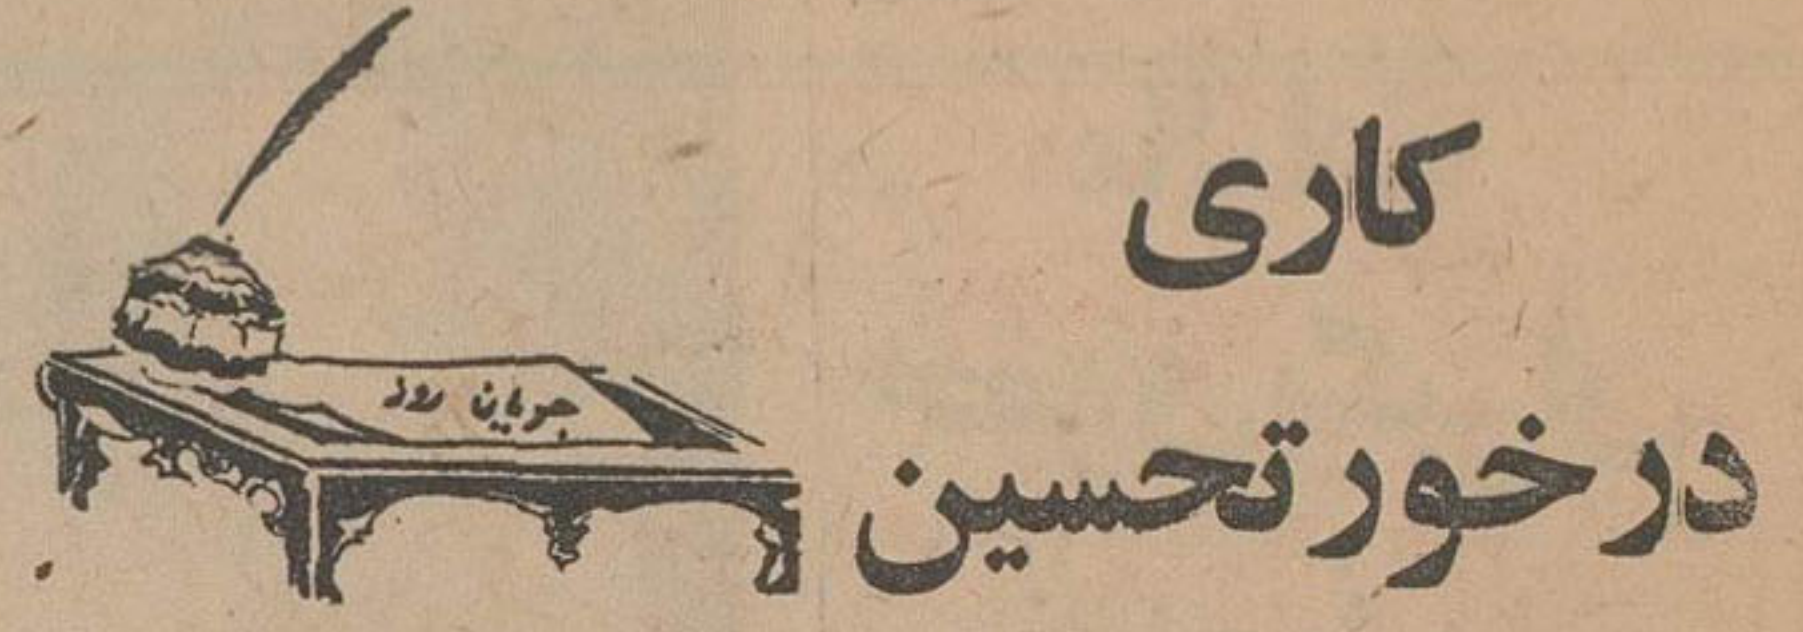 کاری
درخور تحسین
جریان روز